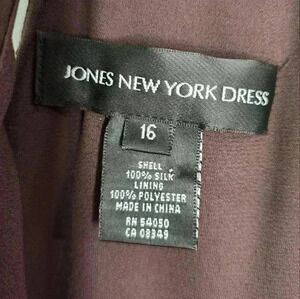 JONES NEW YORK DRESS
16
SHELL
100% SILK
LINING
100% POLYESTER
MADE IN CHINA
RN 54050
CA 08349